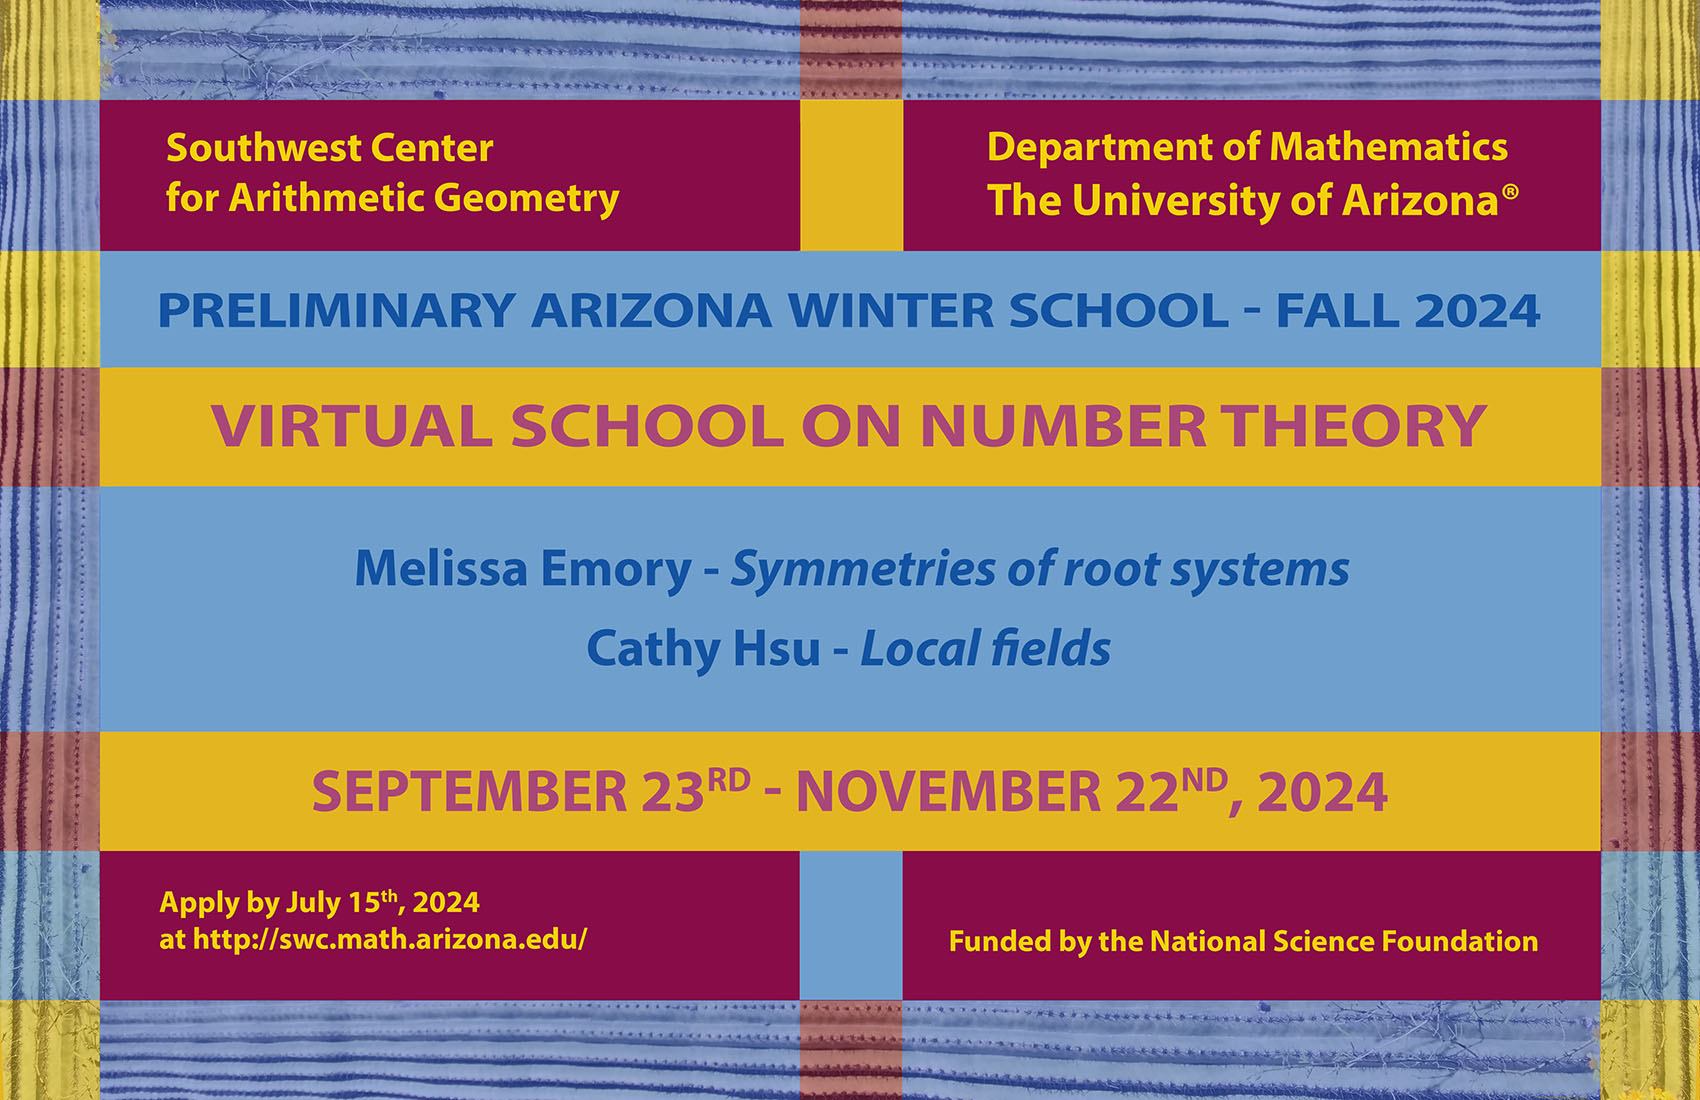 Southwest Center
for Arithmetic Geometry
Department of Mathematics
The University of Arizona®
PRELIMINARY ARIZONA WINTER SCHOOL - FALL 2024
VIRTUAL SCHOOL ON NUMBER THEORY
Melissa Emory - Symmetries of root systems
Cathy Hsu - Local fields
SEPTEMBER 23RD - NOVEMBER 22ND, 2024
Apply by July 15th, 2024
at http://swc.math.arizona.edu/
Funded by the National Science Foundation